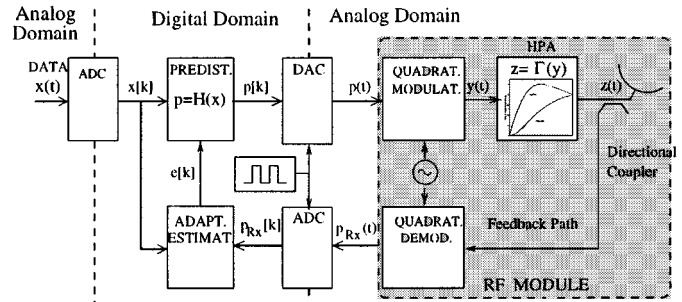 Analog
Domain
Digital Domain
Analog Domain
HPA
DATA
x(t)
ADC
x[k]
PREDIST.
p=H(x)
p[k]
DAC
p(t)
QUADRAT.
MODULAT.
y(t)
z= Γ(y)
z(t)
Directional
Coupler
e[k]
ADAPT.
ESTIMAT.
p_Rx[k]
ADC
p_Rx(t)
QUADRAT.
DEMOD.
Feedback Path
RF MODULE